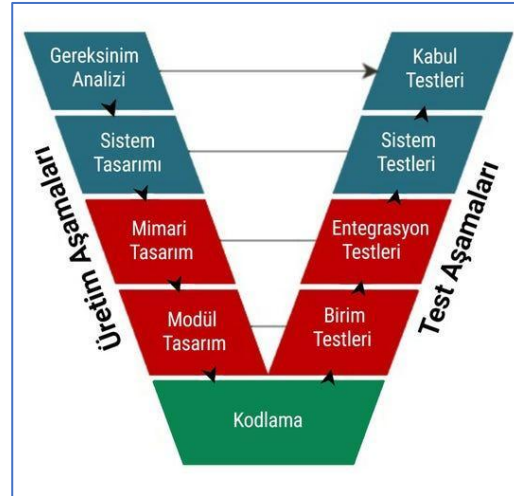 Gereksinim
Analizi
Kabul
Testleri
Sistem
Tasarımı
Sistem
Testleri
Mimari
Tasarım
Entegrasyon
Testleri
Modül
Tasarım
Birim
Testleri
Kodlama
Üretim Aşamaları
Test Aşamaları